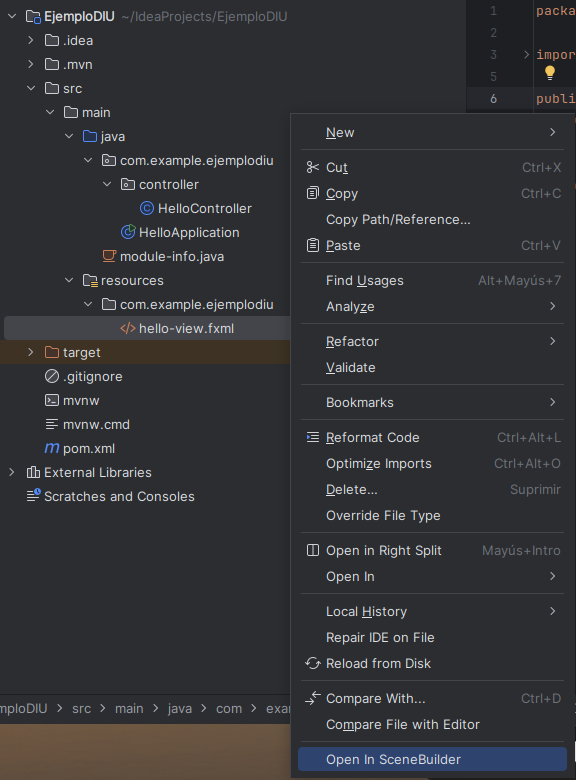 EjemploDIU ~/IdeaProjects/EjemploDIU
.idea
.mvn
src
main
java
com.example.ejemplodiu
controller
HelloController
HelloApplication
module-info.java
resources
com.example.ejemplodiu
hello-view.fxml
target
.gitignore
mvnw
mvnw.cmd
pom.xml
External Libraries
Scratches and Consoles
1 packa
2
3 impor
5
6 publi
New
Cut Ctrl+X
Copy Ctrl+C
Copy Path/Reference...
Paste Ctrl+V
Find Usages Alt+Mayús+7
Analyze
Refactor
Validate
Bookmarks
Reformat Code Ctrl+Alt+L
Optimize Imports Ctrl+Alt+O
Delete... Suprimir
Override File Type
Open in Right Split Mayús+Intro
Open In
Local History
Repair IDE on File
Reload from Disk
Compare With... Ctrl+D
Compare File with Editor
Open In SceneBuilder
mploDIU > src > main > java > com > exa